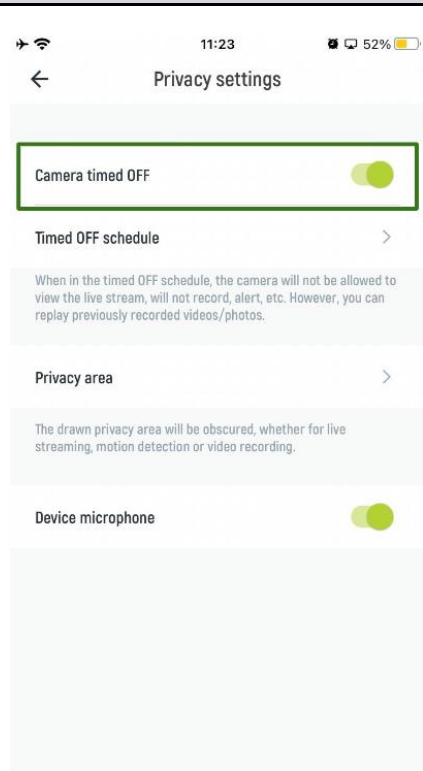 11:23
52%
Privacy settings
Camera timed OFF
Timed OFF schedule
When in the timed OFF schedule, the camera will not be allowed to
view the live stream, will not record, alert, etc. However, you can
replay previously recorded videos/photos.
Privacy area
The drawn privacy area will be obscured, whether for live
streaming, motion detection or video recording.
Device microphone